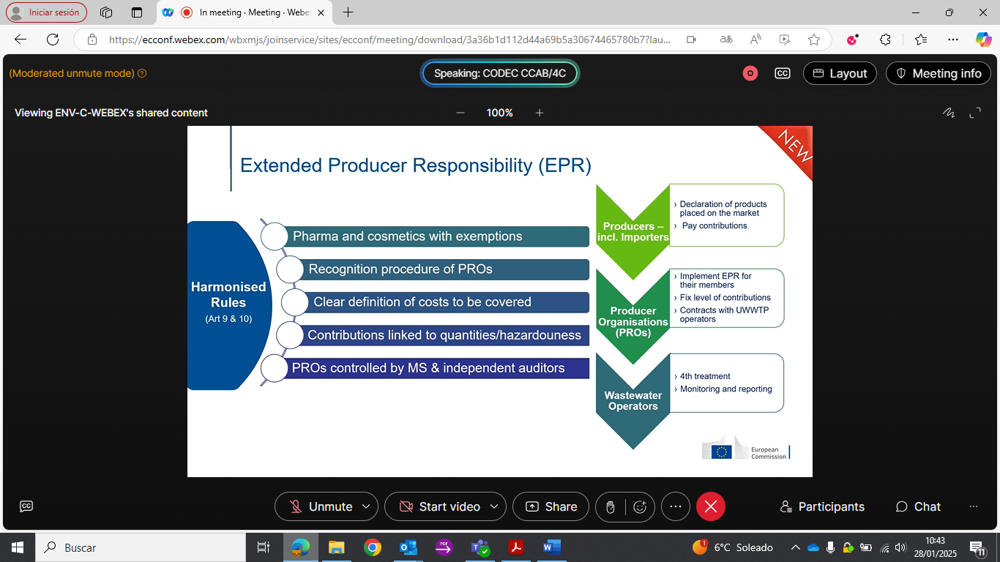 Iniciar sesión
In meeting · Meeting · Webe
https://ecconf.webex.com/wbxmjs/joinservice/sites/ecconf/meeting/download/3a36b1d112d44a69b5a30674465780b7?lau...
(Moderated unmute mode)
Speaking: CODEC CCAB/4C
CC
Layout
Meeting info
Viewing ENV-C-WEBEX's shared content
100%
NEW
Extended Producer Responsibility (EPR)
Harmonised
Rules
(Art 9 & 10)
Pharma and cosmetics with exemptions
Recognition procedure of PROs
Clear definition of costs to be covered
Contributions linked to quantities/hazardouness
PROs controlled by MS & independent auditors
Producers –
incl. Importers
› Declaration of products
placed on the market
› Pay contributions
Producer
Organisations
(PROs)
› Implement EPR for
their members
› Fix level of contributions
› Contracts with UWWTP
operators
Wastewater
Operators
› 4th treatment
› Monitoring and reporting
European
Commission
CC
Unmute
Start video
Share
Participants
Chat
Buscar
PDF
1
6°C Soleado
10:43
28/01/2025
11